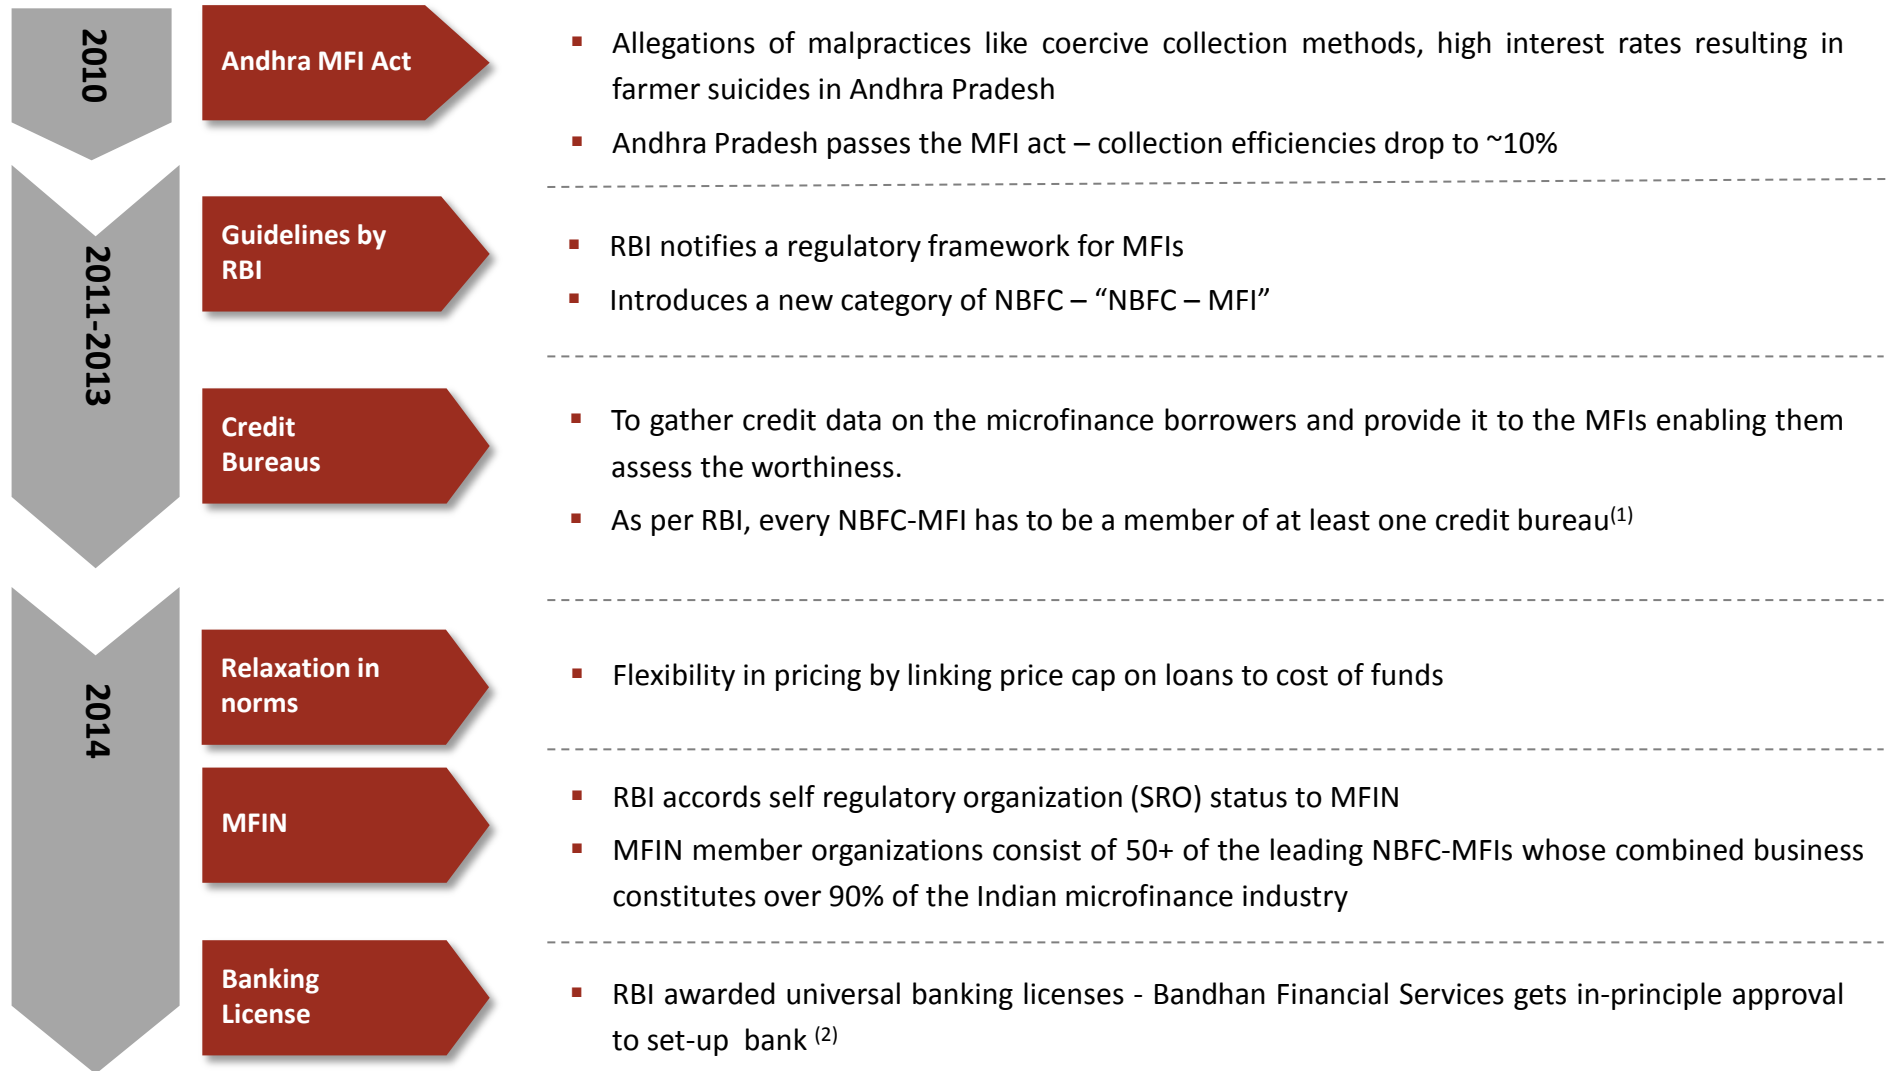 2010
Andhra MFI Act
▪ Allegations of malpractices like coercive collection methods, high interest rates resulting in
farmer suicides in Andhra Pradesh
▪ Andhra Pradesh passes the MFI act – collection efficiencies drop to ~10%
2011-2013
Guidelines by
RBI
▪ RBI notifies a regulatory framework for MFIs
▪ Introduces a new category of NBFC – “NBFC – MFI”
Credit
Bureaus
▪ To gather credit data on the microfinance borrowers and provide it to the MFIs enabling them
assess the worthiness.
▪ As per RBI, every NBFC-MFI has to be a member of at least one credit bureau(1)
2014
Relaxation in
norms
▪ Flexibility in pricing by linking price cap on loans to cost of funds
MFIN
▪ RBI accords self regulatory organization (SRO) status to MFIN
▪ MFIN member organizations consist of 50+ of the leading NBFC-MFIs whose combined business
constitutes over 90% of the Indian microfinance industry
Banking
License
▪ RBI awarded universal banking licenses - Bandhan Financial Services gets in-principle approval
to set-up bank (2)